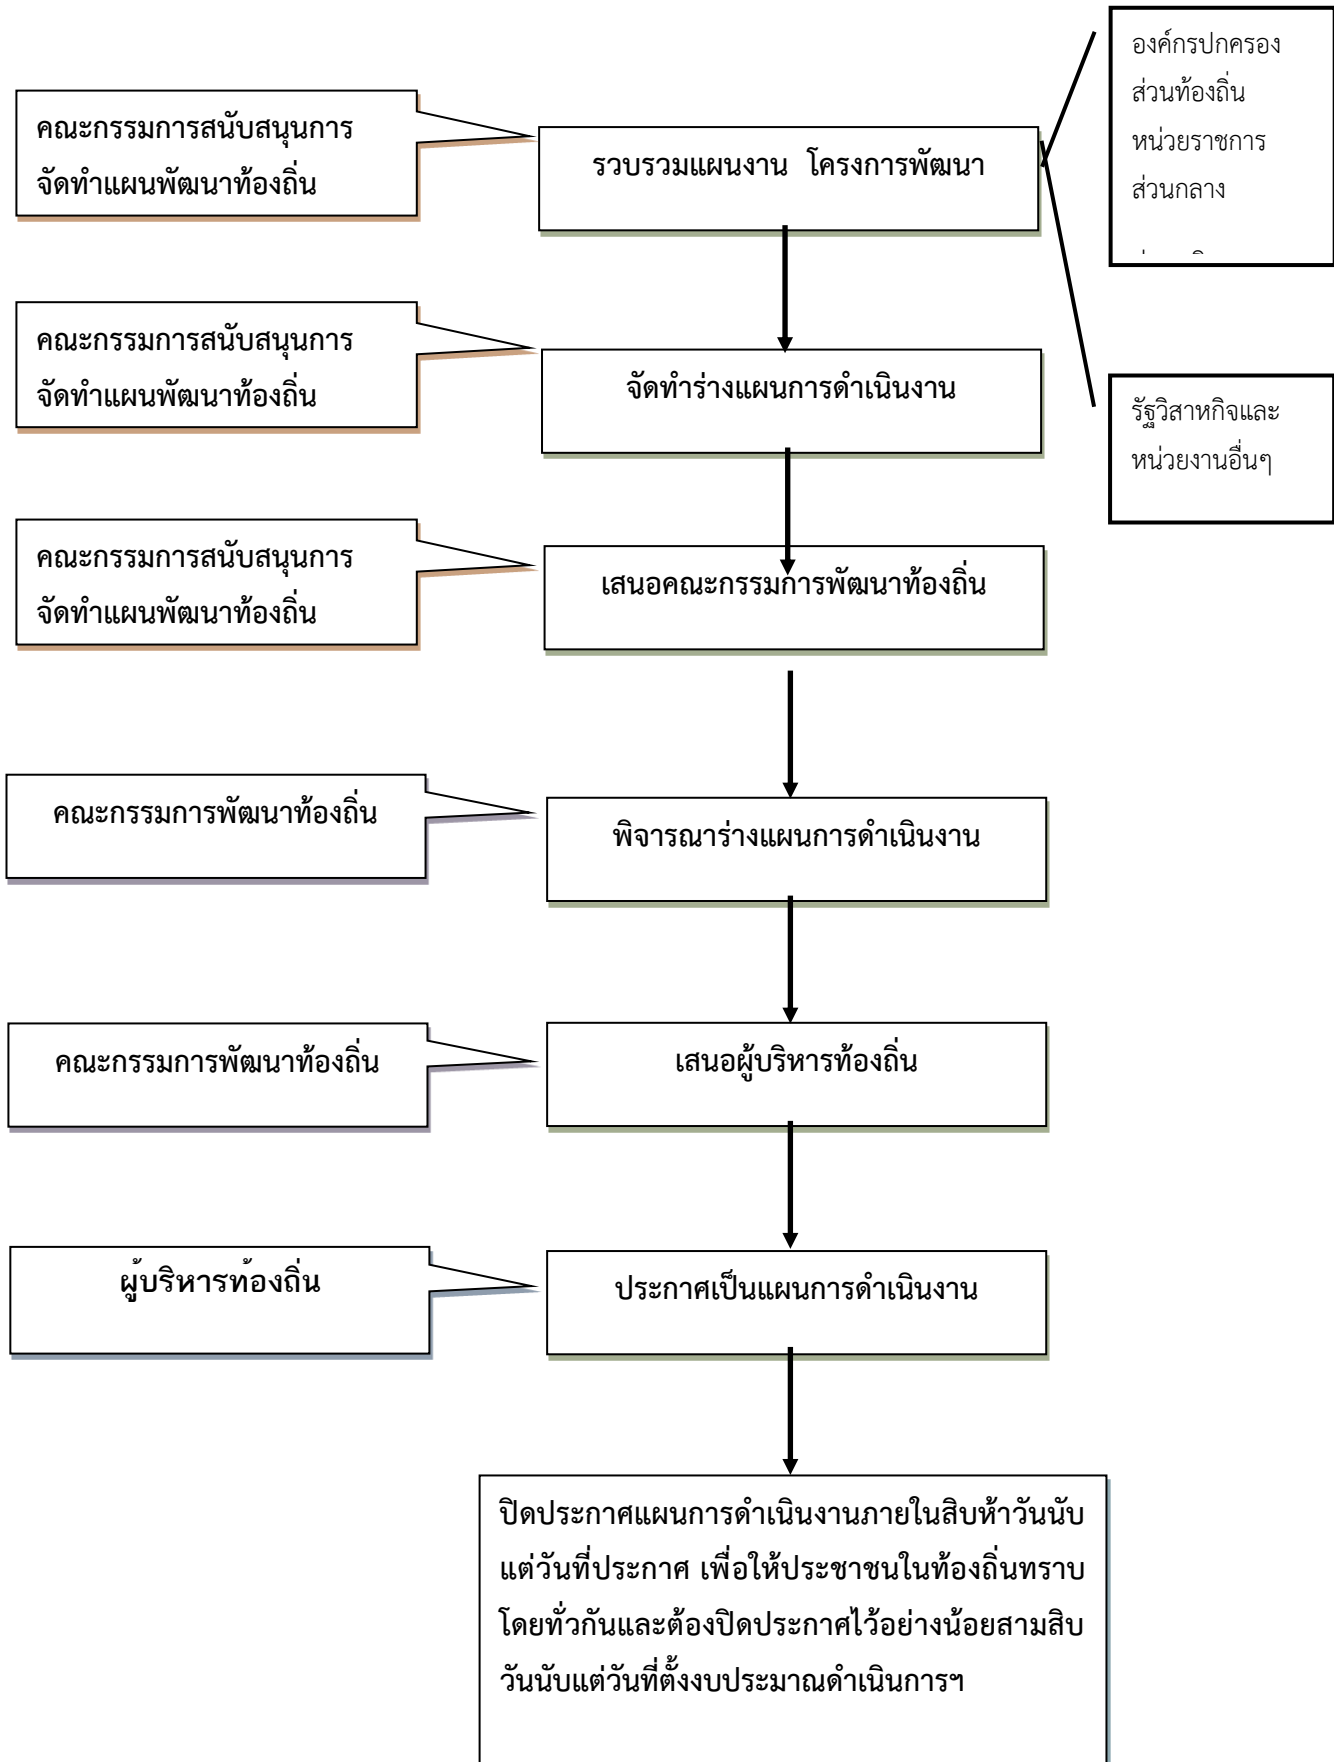 องค์กรปกครอง
ส่วนท้องถิ่น
หน่วยราชการ
ส่วนกลาง
คณะกรรมการสนับสนุนการ
จัดทำแผนพัฒนาท้องถิ่น
รวบรวมแผนงาน โครงการพัฒนา
คณะกรรมการสนับสนุนการ
จัดทำแผนพัฒนาท้องถิ่น
จัดทำร่างแผนการดำเนินงาน
รัฐวิสาหกิจและ
หน่วยงานอื่นๆ
คณะกรรมการสนับสนุนการ
จัดทำแผนพัฒนาท้องถิ่น
เสนอคณะกรรมการพัฒนาท้องถิ่น
คณะกรรมการพัฒนาท้องถิ่น
พิจารณาร่างแผนการดำเนินงาน
คณะกรรมการพัฒนาท้องถิ่น
เสนอผู้บริหารท้องถิ่น
ผู้บริหารท้องถิ่น
ประกาศเป็นแผนการดำเนินงาน
ปิดประกาศแผนการดำเนินงานภายในสิบห้าวันนับ
แต่วันที่ประกาศ เพื่อให้ประชาชนในท้องถิ่นทราบ
โดยทั่วกันและต้องปิดประกาศไว้อย่างน้อยสามสิบ
วันนับแต่วันที่ตั้งงบประมาณดำเนินการฯ